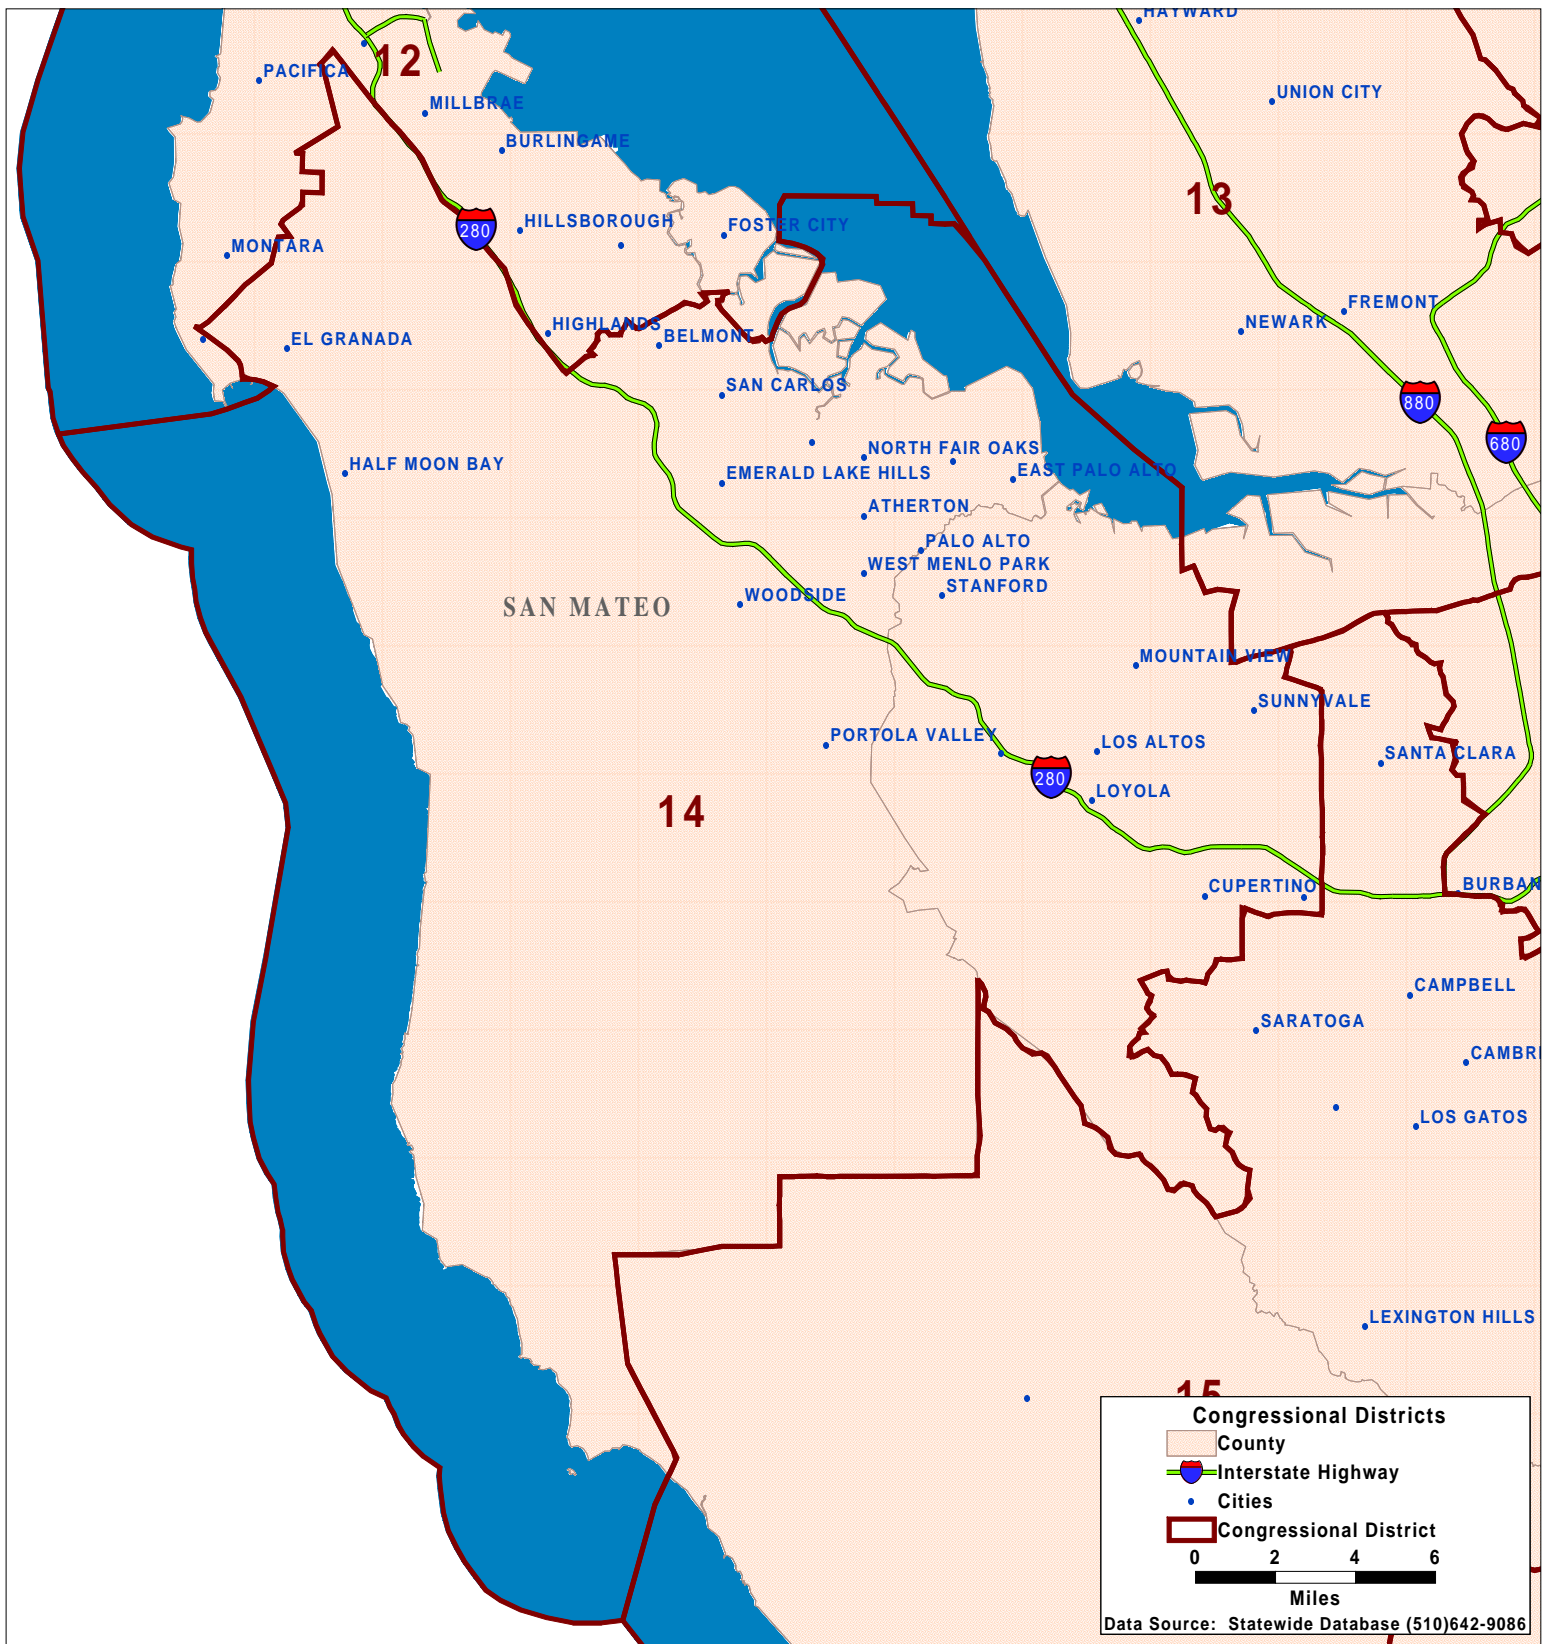 HAYWARD
12
PACIFICA
UNION CITY
MILLBRAE
BURLINGAME
13
HILLSBOROUGH
FOSTER CITY
280
MONTARA
FREMONT
HIGHLANDS
NEWARK
EL GRANADA
BELMONT
SAN CARLOS
880
680
NORTH FAIR OAKS
HALF MOON BAY
EMERALD LAKE HILLS
EAST PALO ALTO
ATHERTON
PALO ALTO
WEST MENLO PARK
STANFORD
WOODSIDE
SAN MATEO
MOUNTAIN VIEW
SUNNYVALE
PORTOLA VALLEY
LOS ALTOS
SANTA CLARA
280
LOYOLA
14
CUPERTINO
BURBAN
CAMPBELL
SARATOGA
CAMBRI
LOS GATOS
LEXINGTON HILLS
15
Congressional Districts
County
Interstate Highway
Cities
Congressional District
0 2 4 6
Miles
Data Source: Statewide Database (510)642-9086